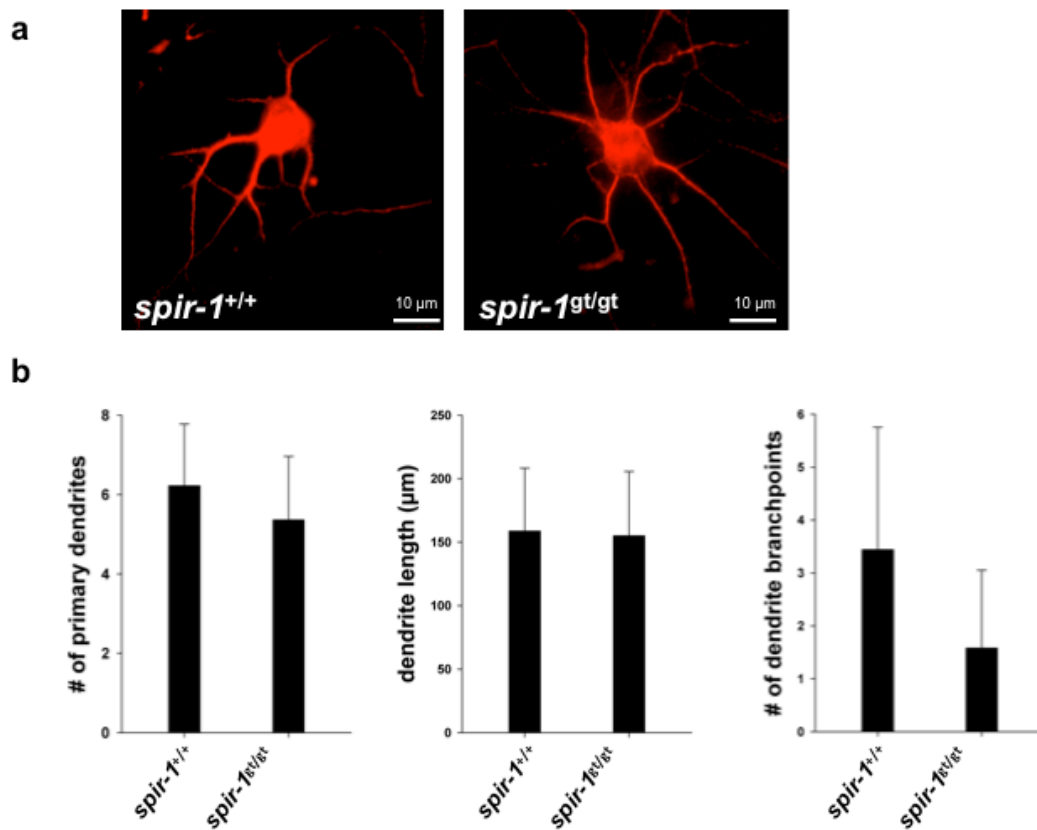 a
spir-1+/+
10 µm
spir-1gt/gt
10 µm
b
# of primary dendrites
8
6
4
2
0
spir-1+/+
spir-1gt/gt
dendrite length (µm)
250
200
150
100
50
0
spir-1+/+
spir-1gt/gt
# of dendrite branchpoints
6
5
4
3
2
1
0
spir-1+/+
spir-1gt/gt